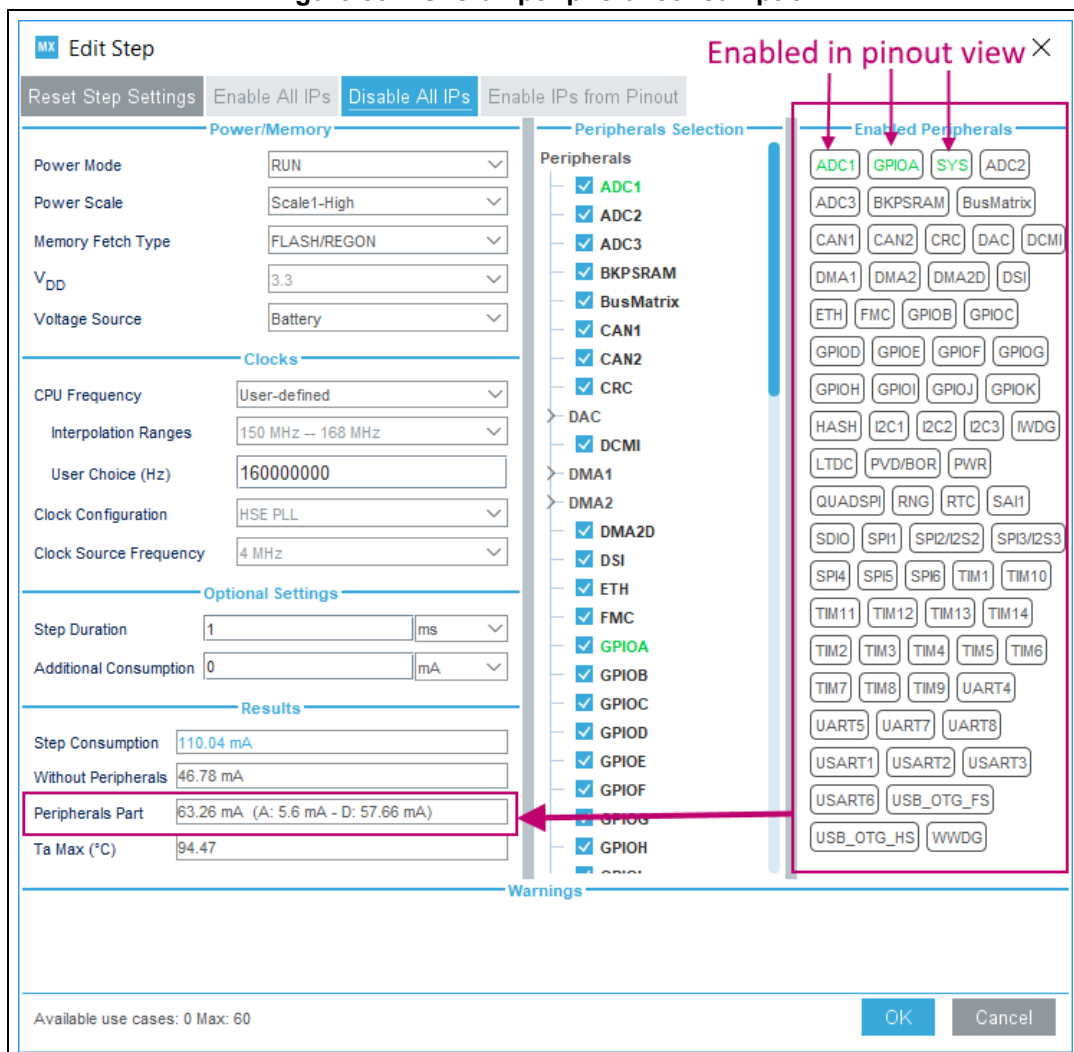 MX Edit Step
Enabled in pinout view
Reset Step Settings Enable All IPs Disable All IPs Enable IPs from Pinout
Power/Memory
Power Mode RUN
Power Scale Scale1-High
Memory Fetch Type FLASH/REGON
VDD 3.3
Voltage Source Battery
Clocks
CPU Frequency User-defined
Interpolation Ranges 150 MHz -- 168 MHz
User Choice (Hz) 160000000
Clock Configuration HSE PLL
Clock Source Frequency 4 MHz
Optional Settings
Step Duration 1 ms
Additional Consumption 0 mA
Results
Step Consumption 110.04 mA
Without Peripherals 46.78 mA
Peripherals Part 63.26 mA (A: 5.6 mA - D: 57.66 mA)
Ta Max (°C) 94.47
Peripherals Selection
Peripherals
ADC1
ADC2
ADC3
BKPSRAM
BusMatrix
CAN1
CAN2
CRC
DAC
DCMI
DMA1
DMA2
DMA2D
DSI
ETH
FMC
GPIOA
GPIOB
GPIOC
GPIOD
GPIOE
GPIOF
GPIOG
GPIOH
Enabled Peripherals
ADC1 GPIOA SYS ADC2
ADC3 BKPSRAM BusMatrix
CAN1 CAN2 CRC DAC DCMI
DMA1 DMA2 DMA2D DSI
ETH FMC GPIOB GPIOC
GPIOD GPIOE GPIOF GPIOG
GPIOH GPIOI GPIOJ GPIOK
HASH I2C1 I2C2 I2C3 IWDG
LTDC PVD/BOR PWR
QUADSPI RNG RTC SAI1
SDIO SPI1 SPI2/I2S2 SPI3/I2S3
SPI4 SPI5 SPI6 TIM1 TIM10
TIM11 TIM12 TIM13 TIM14
TIM2 TIM3 TIM4 TIM5 TIM6
TIM7 TIM8 TIM9 UART4
UART5 UART7 UART8
USART1 USART2 USART3
USART6 USB_OTG_FS
USB_OTG_HS WWDG
Warnings
Available use cases: 0 Max: 60
OK Cancel